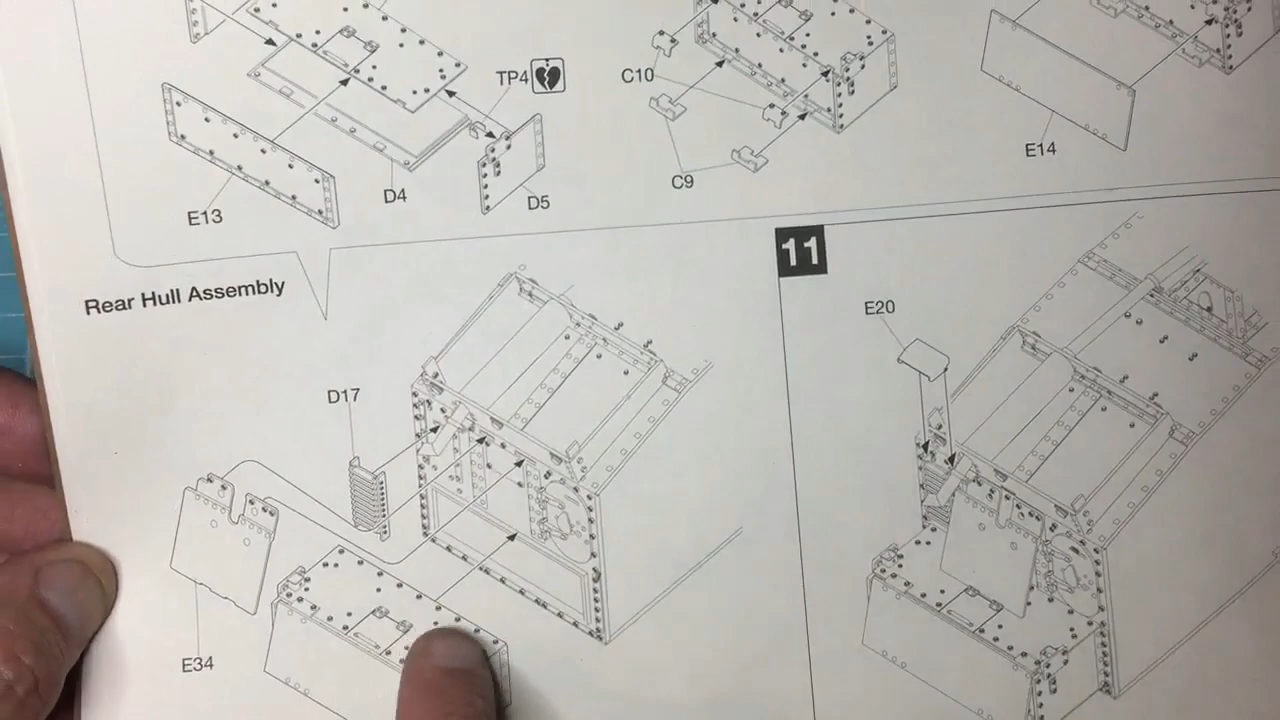 TP4
C10
E13
D4
D5
C9
E14
Rear Hull Assembly
11
E20
D17
E34